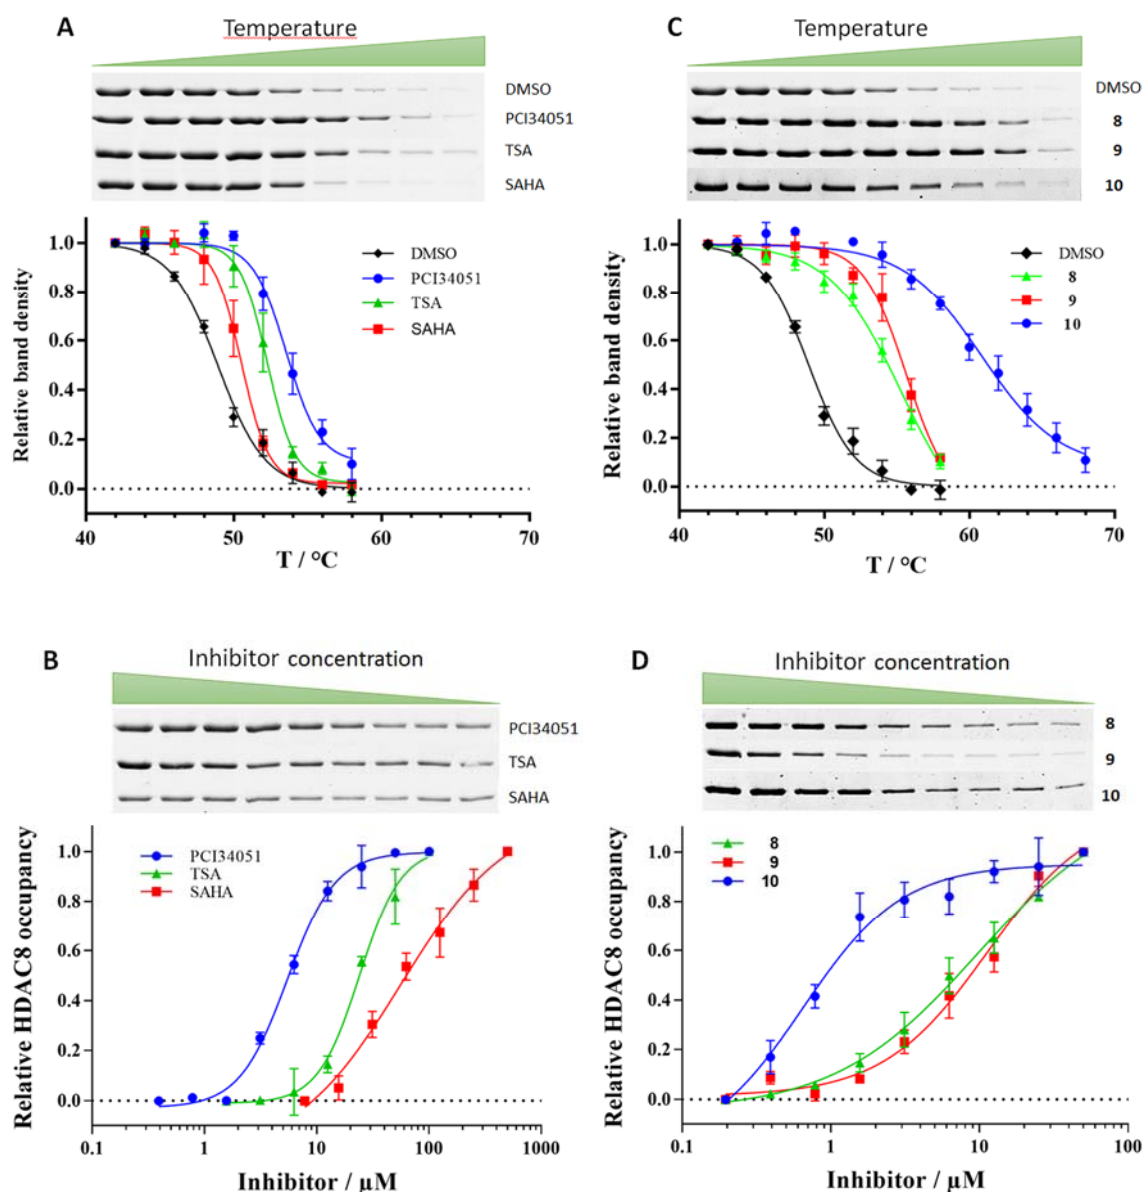 A
Temperature
DMSO
PCI34051
TSA
SAHA
Relative band density
1.0
0.8
0.6
0.4
0.2
0.0
DMSO
PCI34051
TSA
SAHA
40
50
60
70
T / °C
C
Temperature
DMSO
8
9
10
Relative band density
1.0
0.8
0.6
0.4
0.2
0.0
DMSO
8
9
10
40
50
60
70
T / °C
B
Inhibitor concentration
PCI34051
TSA
SAHA
Relative HDAC8 occupancy
1.0
0.8
0.6
0.4
0.2
0.0
PCI34051
TSA
SAHA
0.1
1
10
100
1000
Inhibitor / µM
D
Inhibitor concentration
8
9
10
Relative HDAC8 occupancy
1.0
0.8
0.6
0.4
0.2
0.0
8
9
10
0.1
1
10
100
Inhibitor / µM